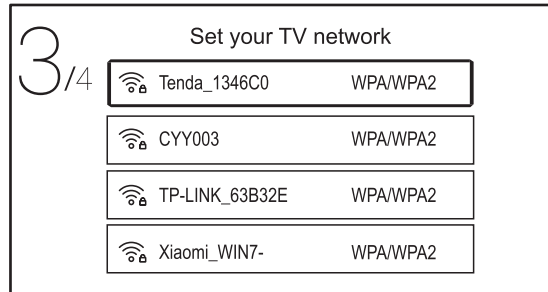 Set your TV network
3/4
Tenda_1346C0 WPA/WPA2
CYY003 WPA/WPA2
TP-LINK_63B32E WPA/WPA2
Xiaomi_WIN7- WPA/WPA2